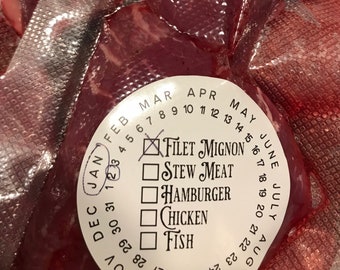 JAN FEB MAR APR MAY JUNE JULY AUG
OV DEC
1 2 3 4 5 6 7 8 9 10 11 12 13 14 15 16 17 18 19 20 21 22 23 24
28 29 30 31
Filet Mignon
Stew Meat
Hamburger
Chicken
Fish